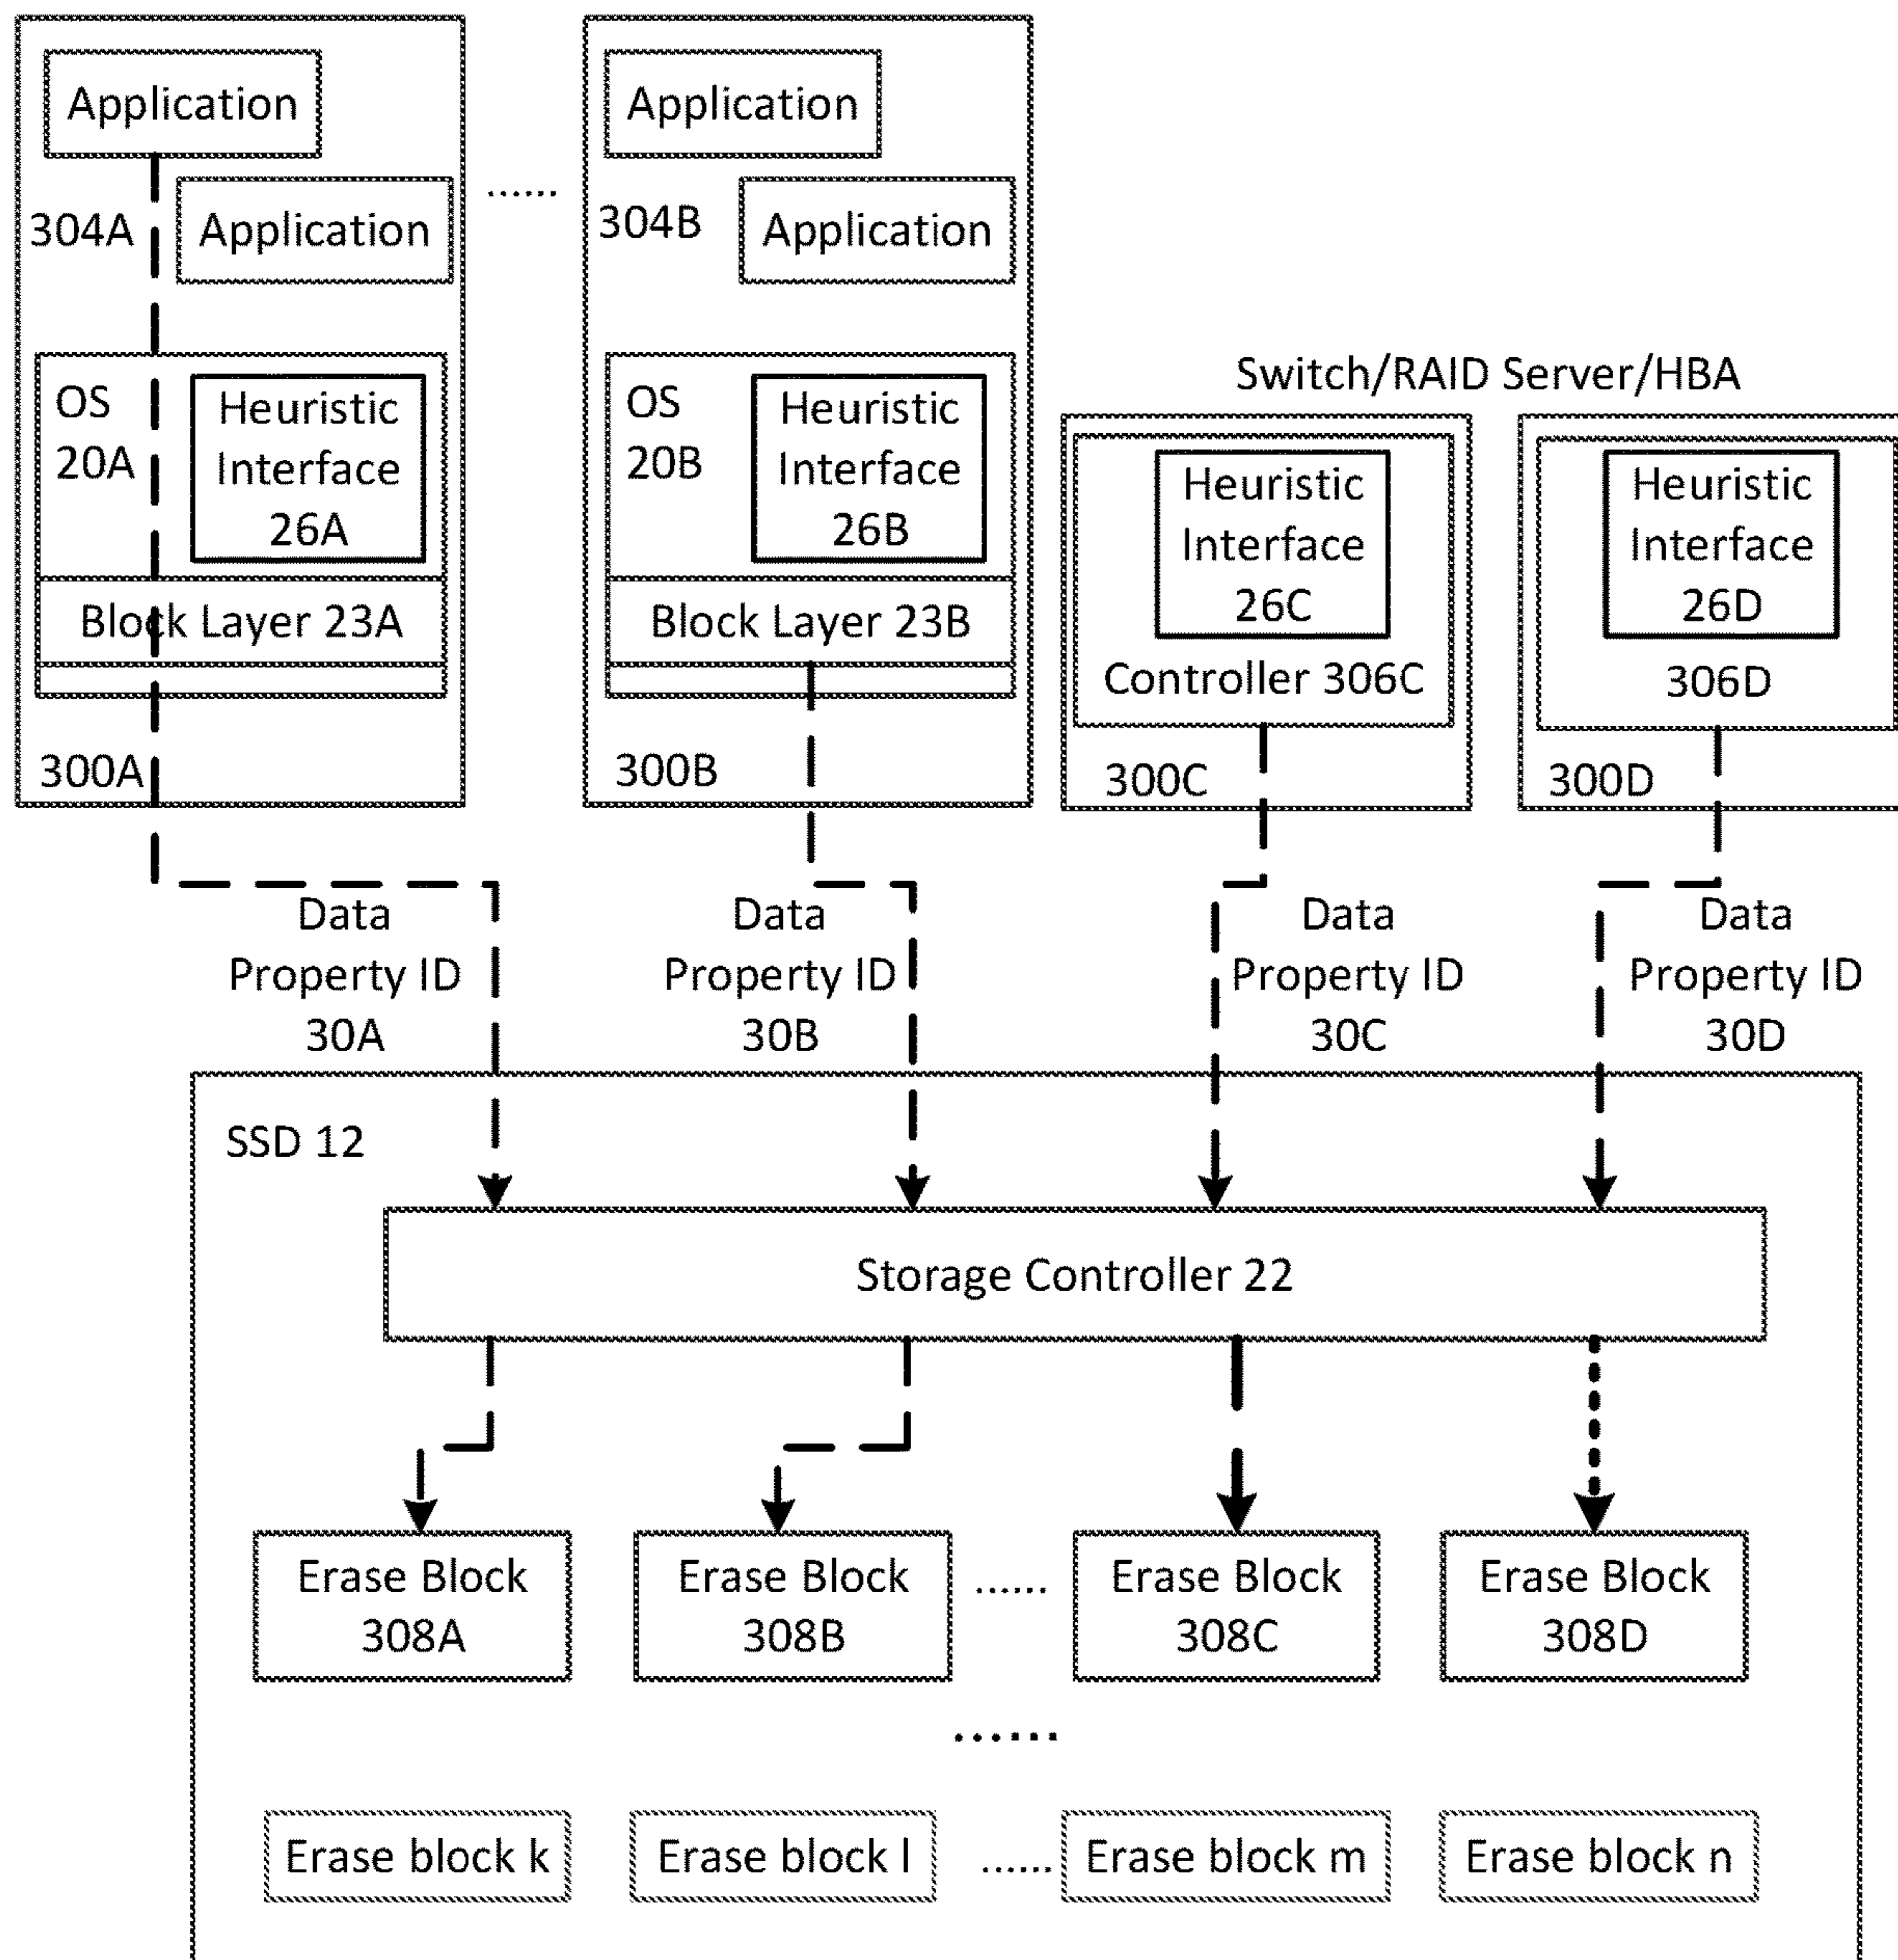 Application
Application
304A
Application
......
304B
Application
Application
OS
20A
Heuristic
Interface
26A
Block Layer 23A
300A
OS
20B
Heuristic
Interface
26B
Block Layer 23B
300B
Switch/RAID Server/HBA
Heuristic
Interface
26C
Controller 306C
300C
Heuristic
Interface
26D
306D
300D
Data
Property ID
30A
Data
Property ID
30B
Data
Property ID
30C
Data
Property ID
30D
SSD 12
Storage Controller 22
Erase Block
308A
Erase Block
308B
......
Erase Block
308C
Erase Block
308D
......
Erase block k
Erase block l
......
Erase block m
Erase block n